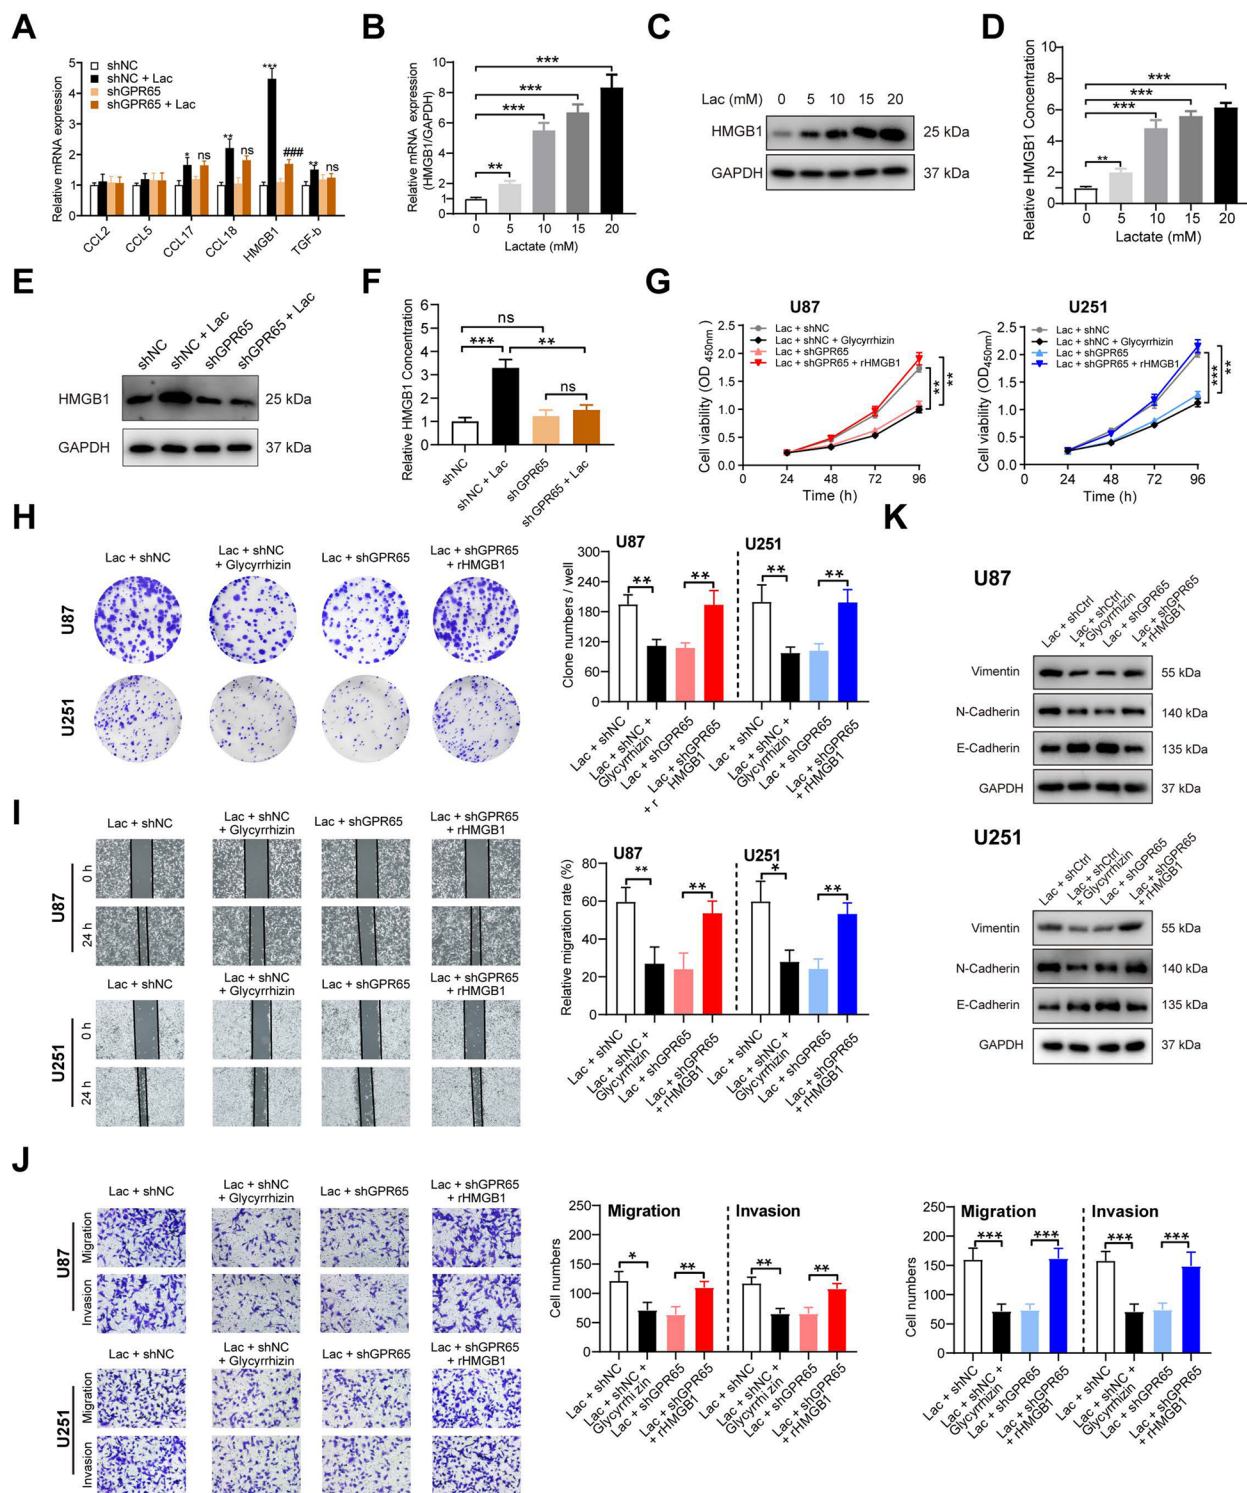 A
shNC
shNC + Lac
shGPR65
shGPR65 + Lac
Relative mRNA expression
5
4
3
2
1
0
***
**
*
ns
ns
###
**
ns
CCL2
CCL5
CCL17
CCL18
HMGB1
TGF-b
B
Relative mRNA expression
(HMGB1/GAPDH)
10
8
6
4
2
1
0
***
***
***
**
0
5
10
15
20
Lactate (mM)
C
Lac (mM) 0 5 10 15 20
HMGB1 25 kDa
GAPDH 37 kDa
D
Relative HMGB1 Concentration
10
8
6
4
2
0
***
***
***
**
0
5
10
15
20
Lactate (mM)
E
shNC
shNC + Lac
shGPR65
shGPR65 + Lac
HMGB1 25 kDa
GAPDH 37 kDa
F
Relative HMGB1 Concentration
6
5
4
3
2
1
0
ns
***
**
ns
shNC
shNC + Lac
shGPR65
shGPR65 + Lac
G
U87
Cell viability (OD 450nm)
2.5
2.0
1.5
1.0
0.5
0.0
Lac + shNC
Lac + shNC + Glycyrrhizin
Lac + shGPR65
Lac + shGPR65 + rHMGB1
**
**
24 48 72 96
Time (h)
U251
Cell viability (OD450nm)
2.5
2.0
1.5
1.0
0.5
0.0
Lac + shNC
Lac + shNC + Glycyrrhizin
Lac + shGPR65
Lac + shGPR65 + rHMGB1
***
**
24 48 72 96
Time (h)
H
Lac + shNC
Lac + shNC
+ Glycyrrhizin
Lac + shGPR65
Lac + shGPR65
+ rHMGB1
U87
U251
Clone numbers / well
300
240
180
120
60
0
U87
U251
**
**
**
**
Lac + shNC
Lac + shNC +
Glycyrrhizin
Lac + shGPR65
Lac + shGPR65
+ r HMGB1
Lac + shNC
Lac + shNC +
Glycyrrhizin
Lac + shGPR65
Lac + shGPR65
+ rHMGB1
I
Lac + shNC
Lac + shNC
+ Glycyrrhizin
Lac + shGPR65
Lac + shGPR65
+ rHMGB1
U87
0 h
24 h
Lac + shNC
Lac + shNC
+ Glycyrrhizin
Lac + shGPR65
Lac + shGPR65
+ rHMGB1
U251
0 h
24 h
Relative migration rate (%)
80
60
40
20
0
U87
U251
**
**
*
**
Lac + shNC
Lac + shNC +
Glycyrrhizin
Lac + shGPR65
Lac + shGPR65
+ rHMGB1
Lac + shNC
Lac + shNC +
Glycyrrhizin
Lac + shGPR65
Lac + shGPR65
+ rHMGB1
K
U87
Lac + shCtrl
Lac + shCtrl
+ Glycyrrhizin
Lac + shGPR65
Lac + shGPR65
+ rHMGB1
Vimentin 55 kDa
N-Cadherin 140 kDa
E-Cadherin 135 kDa
GAPDH 37 kDa
U251
Lac + shCtrl
Lac + shCtrl
+ Glycyrrhizin
Lac + shGPR65
Lac + shGPR65
+ rHMGB1
Vimentin 55 kDa
N-Cadherin 140 kDa
E-Cadherin 135 kDa
GAPDH 37 kDa
J
Lac + shNC
Lac + shNC
+ Glycyrrhizin
Lac + shGPR65
Lac + shGPR65
+ rHMGB1
U87
Migration
Invasion
Lac + shNC
Lac + shNC
+ Glycyrrhizin
Lac + shGPR65
Lac + shGPR65
+ rHMGB1
U251
Migration
Invasion
Cell numbers
250
200
150
100
50
0
Migration
Invasion
*
**
**
**
Lac + shNC
Lac + shNC +
Glycyrrhi zin
Lac + shGPR65
Lac + shGPR65
+ rHMGB1
Lac + shNC
Lac + shNC +
Glycyrrhizin
Lac + shGPR65
Lac + shGPR65
+ rHMGB1
Cell numbers
250
200
150
100
50
0
Migration
Invasion
***
***
***
***
Lac + shNC
Lac + shNC +
Glycyrrhizin
Lac + shGPR65
Lac + shGPR65
+ rHMGB1
Lac + shNC
Lac + shNC +
Glycyrrhizin
Lac + shGPR65
Lac + shGPR65
+ rHMGB1